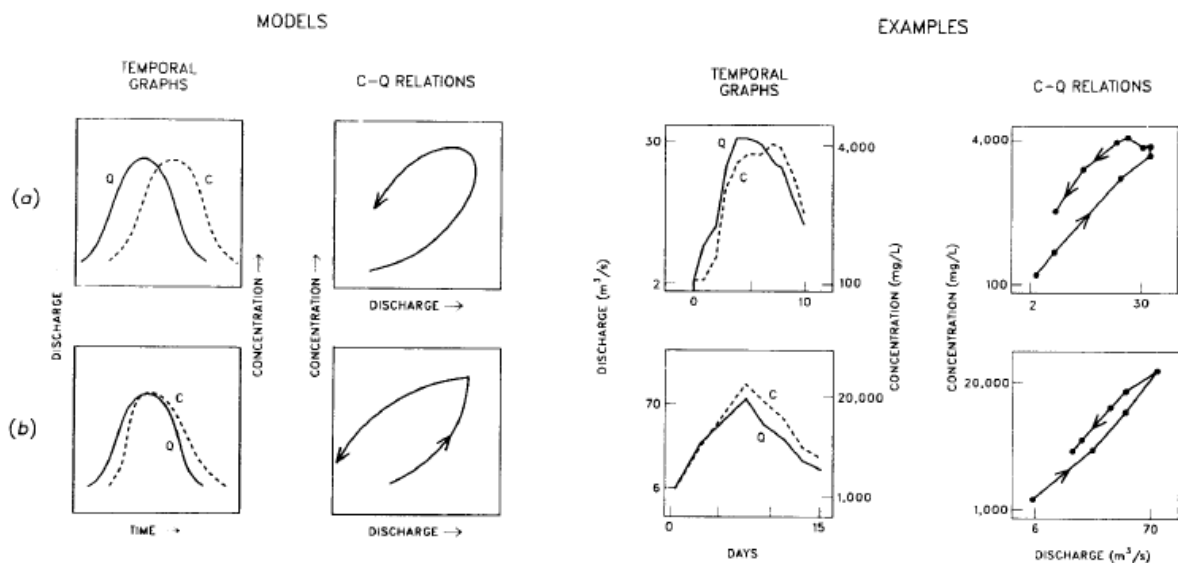 MODELS
EXAMPLES
TEMPORAL
GRAPHS
C-Q RELATIONS
TEMPORAL
GRAPHS
C-Q RELATIONS
(a)
Q
C
DISCHARGE
CONCENTRATION →
CONCENTRATION →
DISCHARGE →
30
2
Q
C
4,000
100
0
10
DISCHARGE (m³/s)
CONCENTRATION (mg/L)
CONCENTRATION (mg/L)
4,000
100
2
30
(b)
C
Q
TIME →
DISCHARGE →
70
6
C
Q
20,000
1,000
0
15
DAYS
20,000
1,000
6
70
DISCHARGE (m³/s)